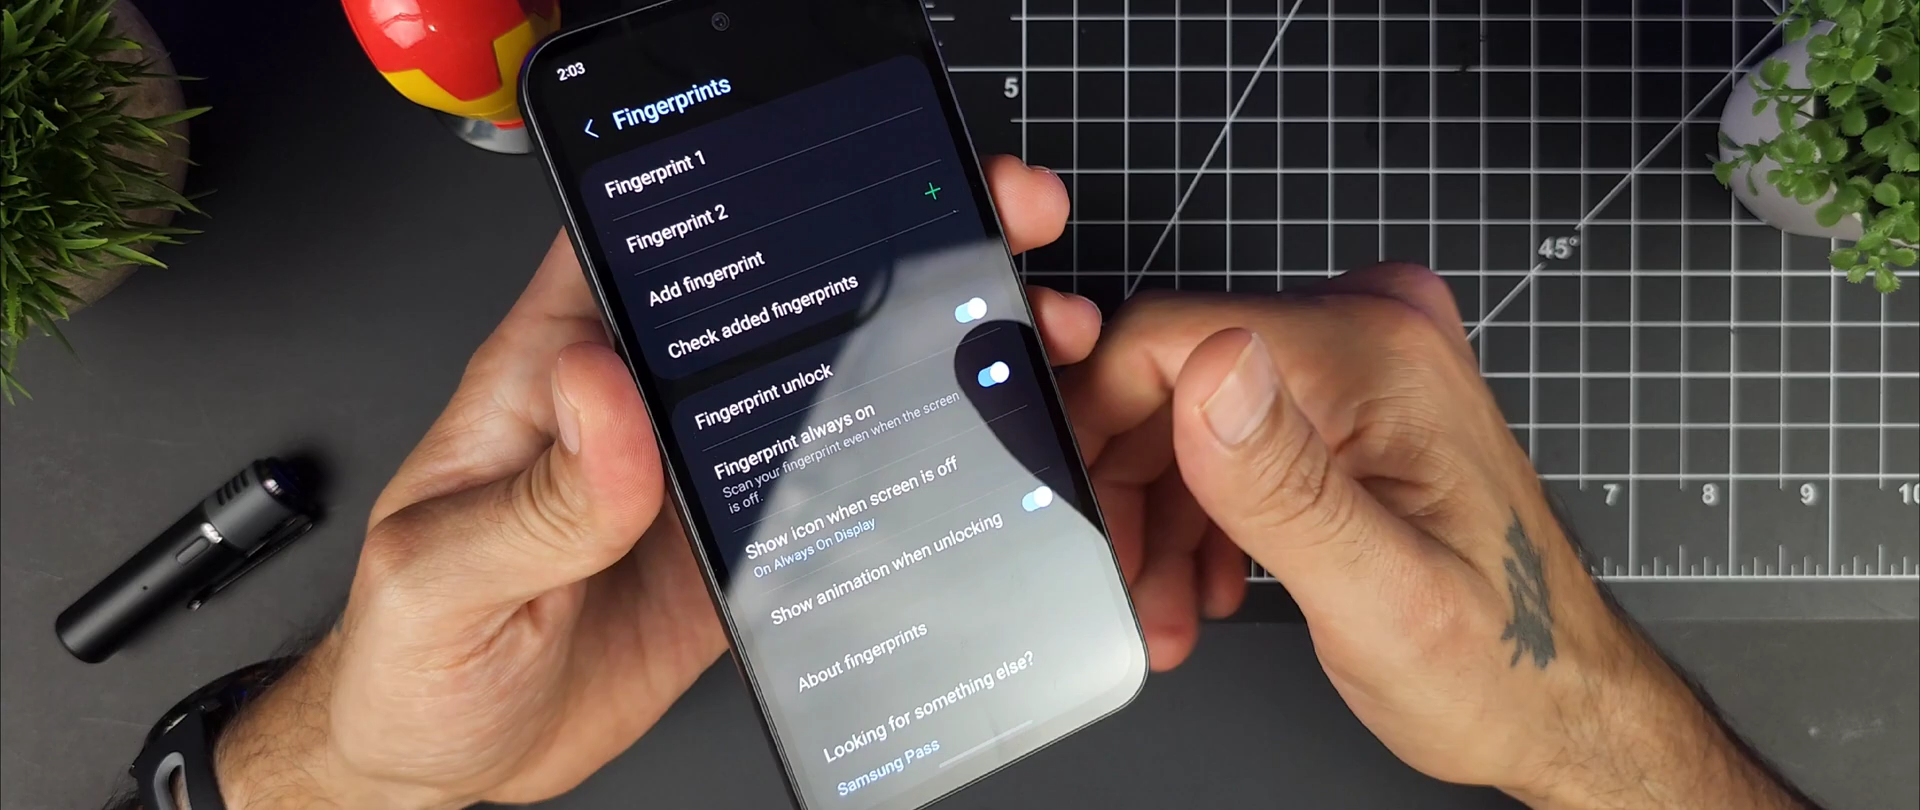 2:03
Fingerprints
Fingerprint 1
Fingerprint 2
Add fingerprint
Check added fingerprints
Fingerprint unlock
Fingerprint always on
Scan your fingerprint even when the screen
is off.
Show icon when screen is off
On Always On Display
Show animation when unlocking
About fingerprints
Looking for something else?
Samsung Pass
5
45°
7
8
9
10